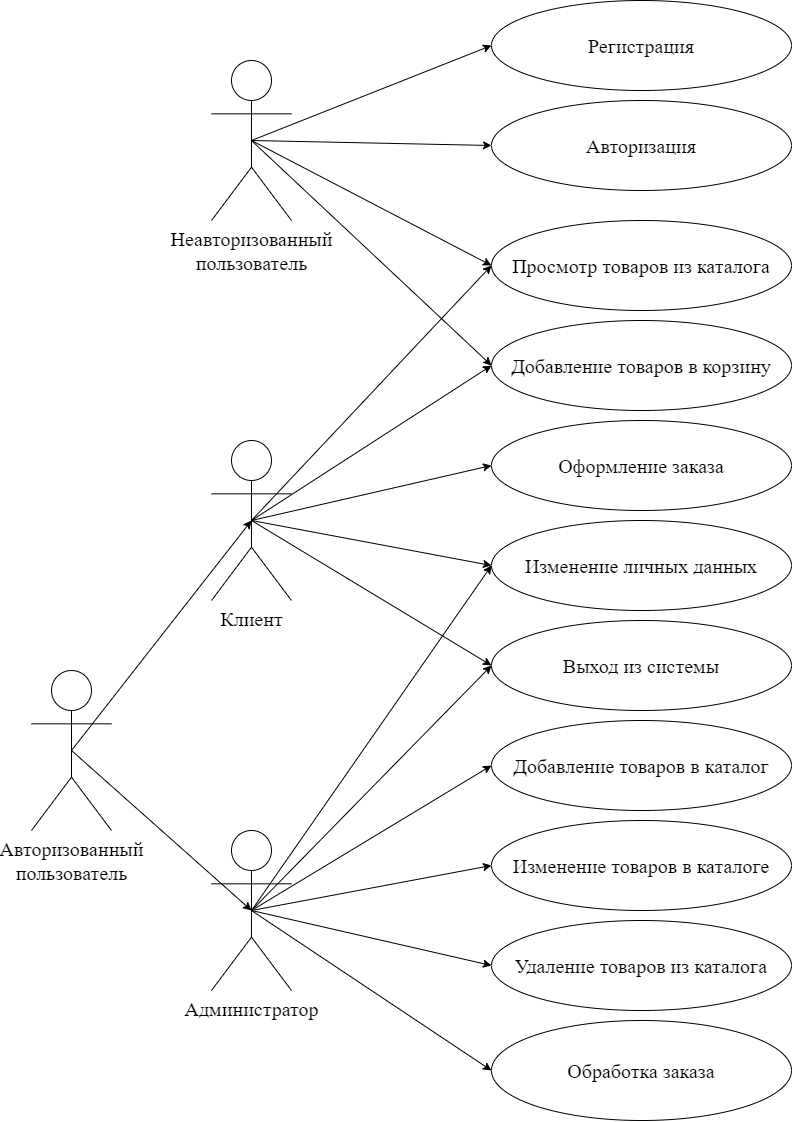 Регистрация
Авторизация
Неавторизованный
пользователь
Просмотр товаров из каталога
Добавление товаров в корзину
Оформление заказа
Изменение личных данных
Клиент
Выход из системы
Добавление товаров в каталог
Авторизованный
пользователь
Изменение товаров в каталоге
Удаление товаров из каталога
Администратор
Обработка заказа